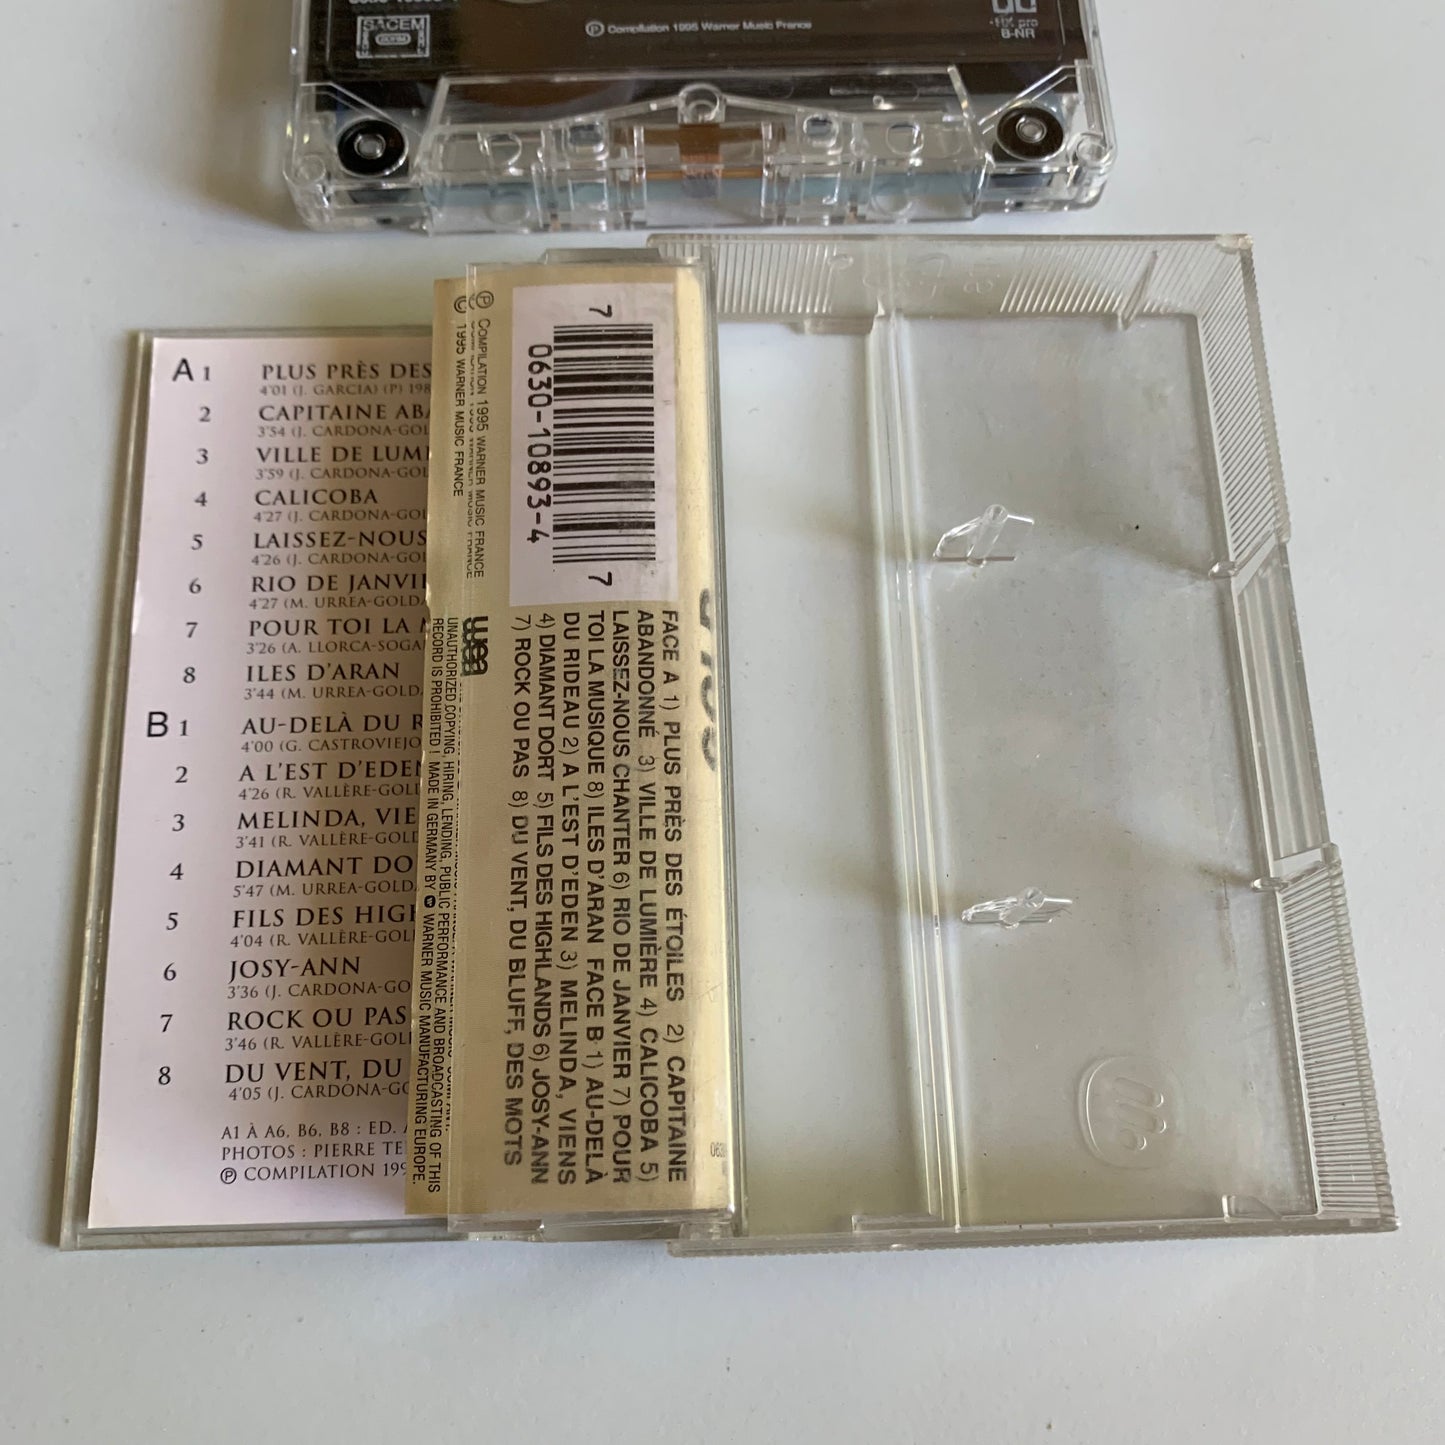 SACEM
Ⓟ Compilation 1995 Warner Music France
HX pro
B-NR
A 1 PLUS PRÈS DES
4'01 (J. GARCIA) (P) 198
2 CAPITAINE ABA
3'54 (J. CARDONA-GOL
3 VILLE DE LUMI
3'59 (J. CARDONA-GOL
4 CALICOBA
4'27 (J. CARDONA-GOL
5 LAISSEZ-NOUS
4'26 (J. CARDONA-GOL
6 RIO DE JANVIE
4'27 (M. URREA-GOLDA
7 POUR TOI LA M
3'26 (A. LLORCA-SOGAN
8 ILES D'ARAN
3'44 (M. URREA-GOLD
B 1 AU-DELÀ DU R
4'00 (G. CASTROVIEJO
2 A L'EST D'EDEN
4'26 (R. VALLÈRE-GOLD
3 MELINDA, VIE
3'41 (R. VALLÈRE-GOLD
4 DIAMANT DO
5'47 (M. URREA-GOLD
5 FILS DES HIGH
4'04 (R. VALLÈRE-GOL
6 JOSY-ANN
3'36 (J. CARDONA-GO
7 ROCK OU PAS
3'46 (R. VALLÈRE-GOL
8 DU VENT, DU
4'05 (J. CARDONA-GO
A1 À A6, B6, B8 : ED.
PHOTOS : PIERRE TE
Ⓟ COMPILATION 199
7
0630-10893-4
7
Ⓟ COMPILATION 1995 WARNER MUSIC FRANCE
© 1995 WARNER MUSIC FRANCE
wea
UNAUTHORIZED COPYING, HIRING, LENDING, PUBLIC PERFORMANCE AND BROADCASTING OF THIS
RECORD IS PROHIBITED ! MADE IN GERMANY BY WARNER MUSIC MANUFACTURING EUROPE.
FACE A 1) PLUS PRÈS DES ÉTOILES 2) CAPITAINE
ABANDONNÉ 3) VILLE DE LUMIÈRE 4) CALICOBA 5)
LAISSEZ-NOUS CHANTER 6) RIO DE JANVIER 7) POUR
TOI LA MUSIQUE 8) ILES D'ARAN FACE B 1) AU-DELÀ
DU RIDEAU 2) A L'EST D'EDEN 3) MELINDA, VIENS
4) DIAMANT DORT 5) FILS DES HIGHLANDS 6) JOSY-ANN
7) ROCK OU PAS 8) DU VENT, DU BLUFF, DES MOTS